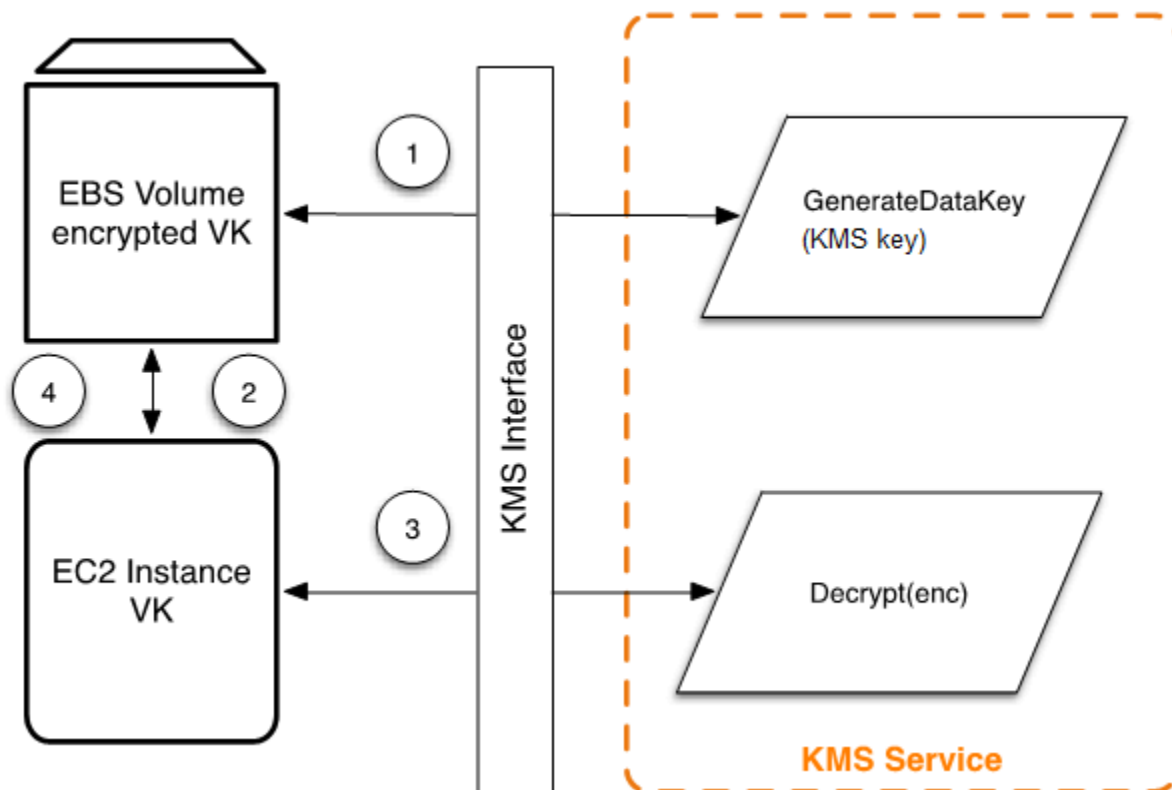 EBS Volume
encrypted VK
1
GenerateDataKey
(KMS key)
4
2
KMS Interface
EC2 Instance
VK
3
Decrypt(enc)
KMS Service